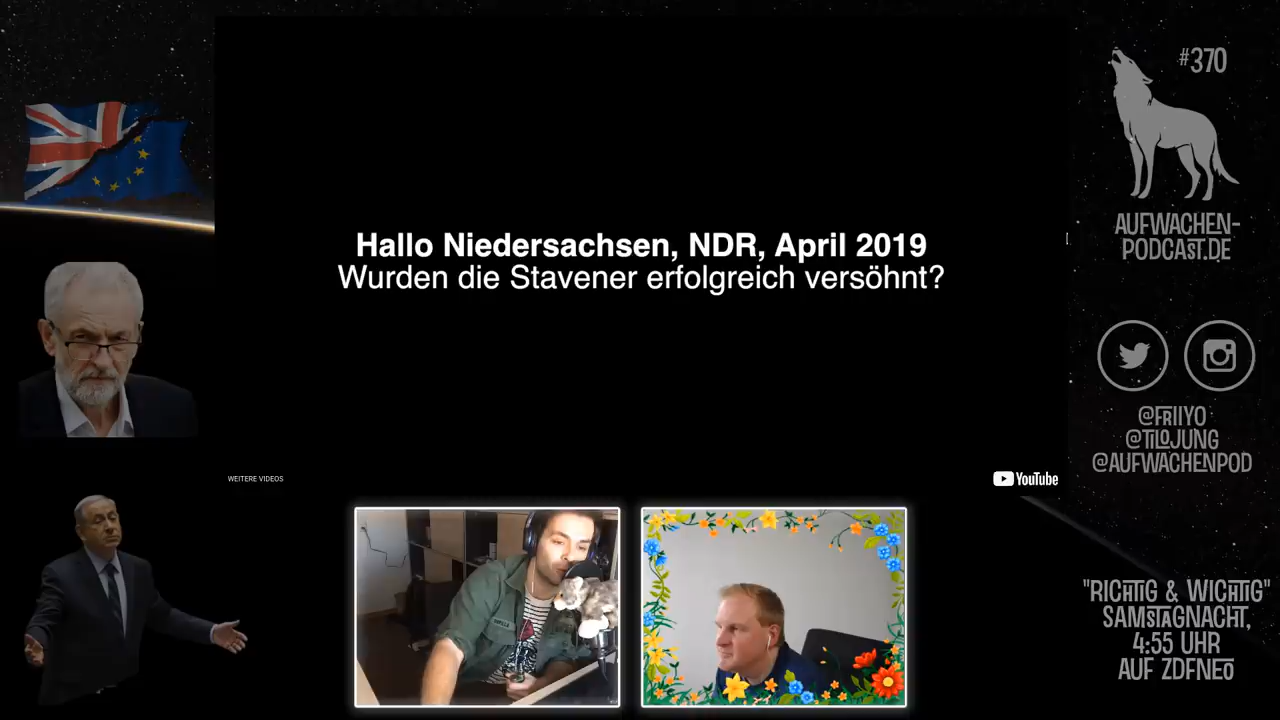 #370
AUFWACHEN-
PODCAST.DE
Hallo Niedersachsen, NDR, April 2019
Wurden die Stavener erfolgreich versöhnt?
@FRIIYO
@TILOJUNG
@AUFWACHENPOD
WEITERE VIDEOS
YouTube
"RICHTIG & WICHTIG"
SAMSTAGNACHT,
4:55 UHR
AUF ZDFNEO